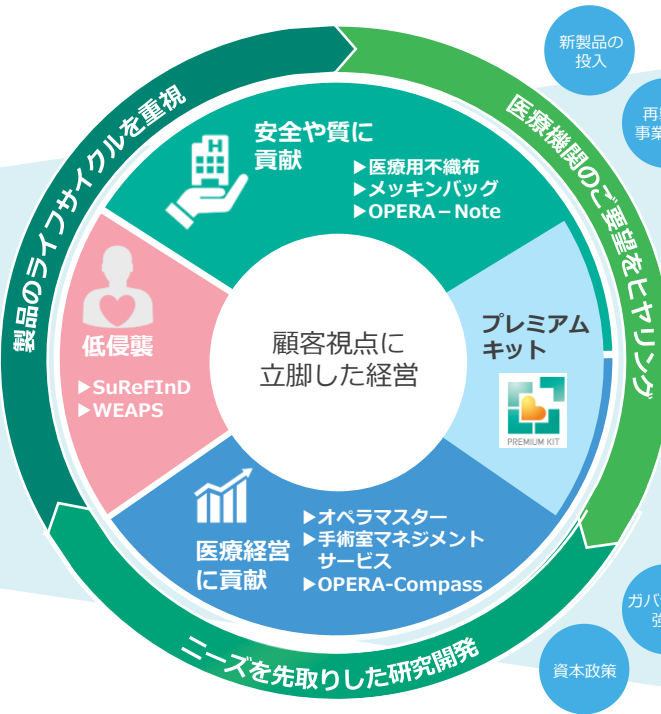 新製品の
投入
再
事業
製品のライフサイクルを重視
医療機関のご要望をヒヤリング
安全や質に
貢献
▶医療用不織布
▶メッキンバッグ
▶OPERA－Note
低侵襲
▶SuReFInD
▶WEAPS
顧客視点に
立脚した経営
プレミアム
キット
PREMIUM KIT
医療経営
に貢献
▶オペラマスター
▶手術室マネジメント
サービス
▶OPERA-Compass
ニーズを先取りした研究開発
ガバ
資本政策